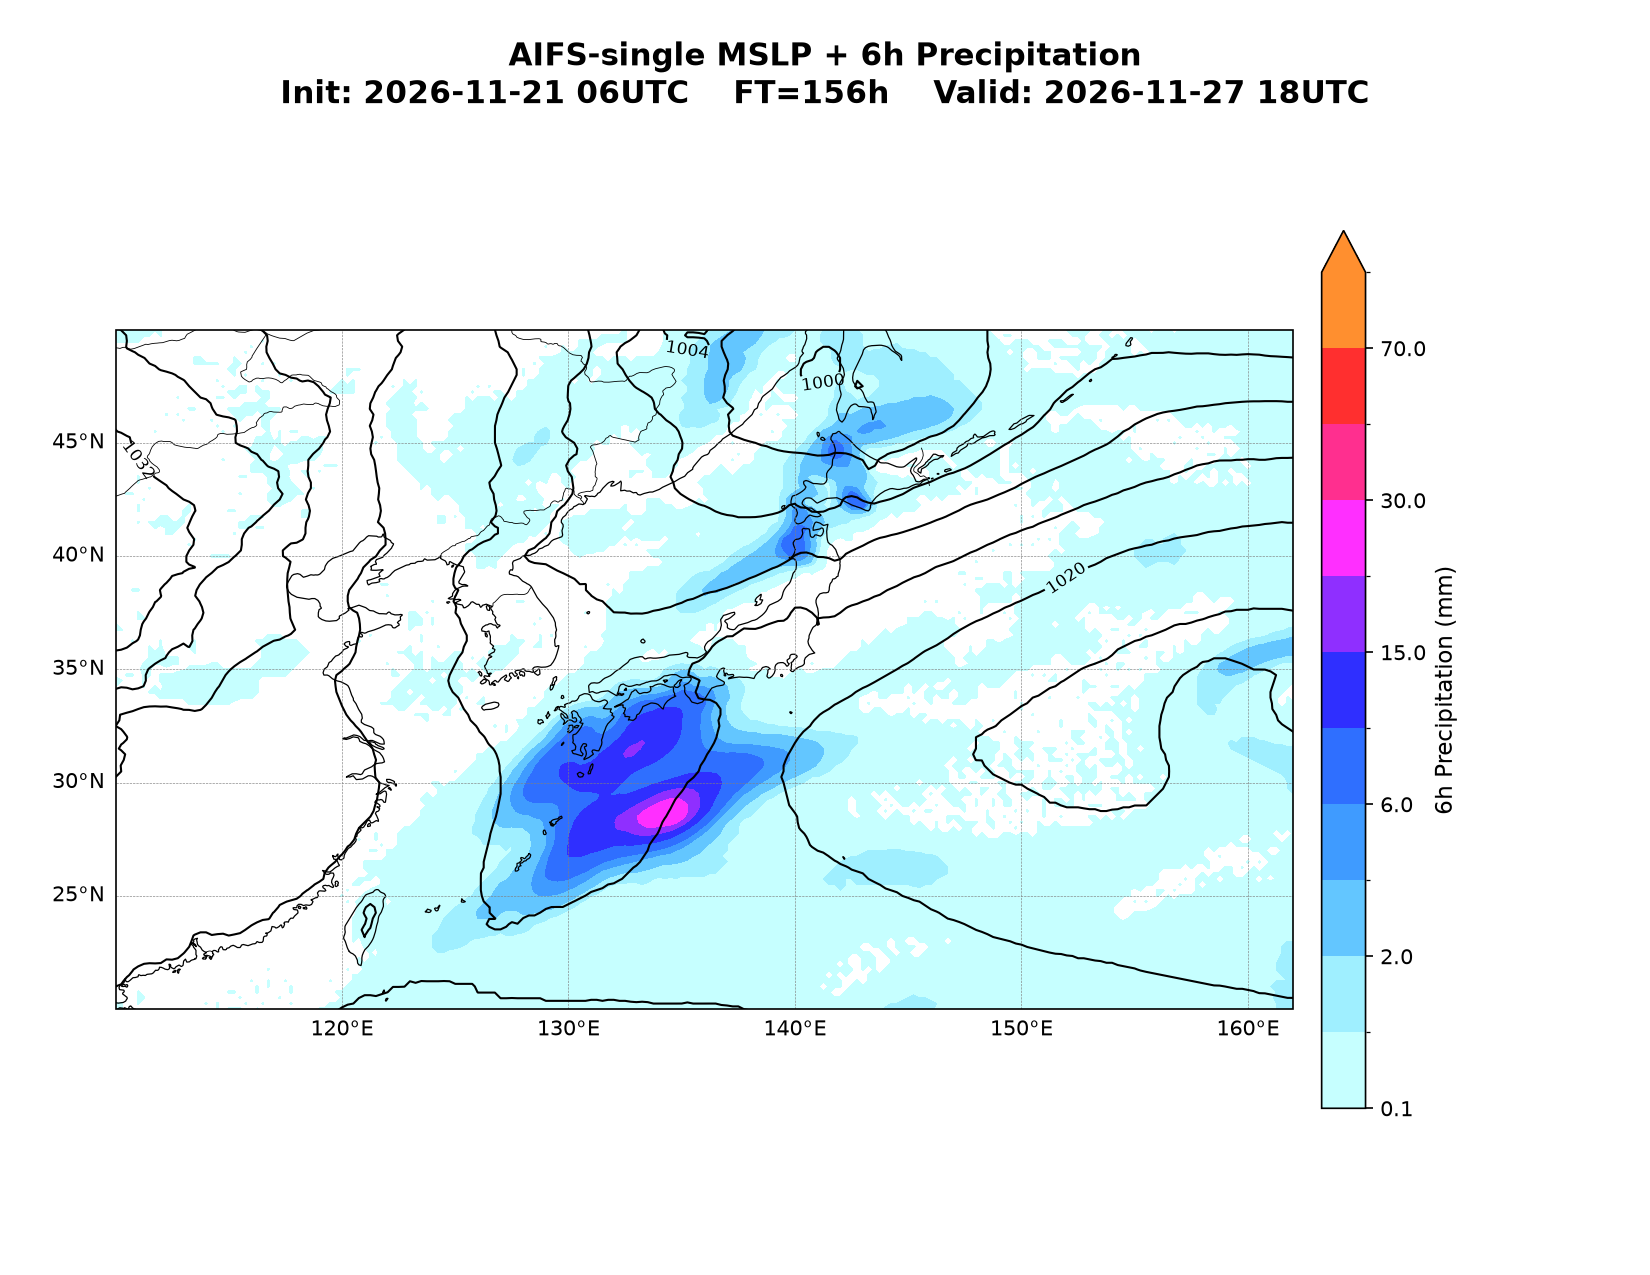 AIFS-single MSLP + 6h Precipitation
Init: 2026-11-21 06UTC    FT=156h    Valid: 2026-11-27 18UTC
1004
1000
1032
1020
45°N
40°N
35°N
30°N
25°N
120°E
130°E
140°E
150°E
160°E
70.0
30.0
15.0
6.0
2.0
0.1
6h Precipitation (mm)